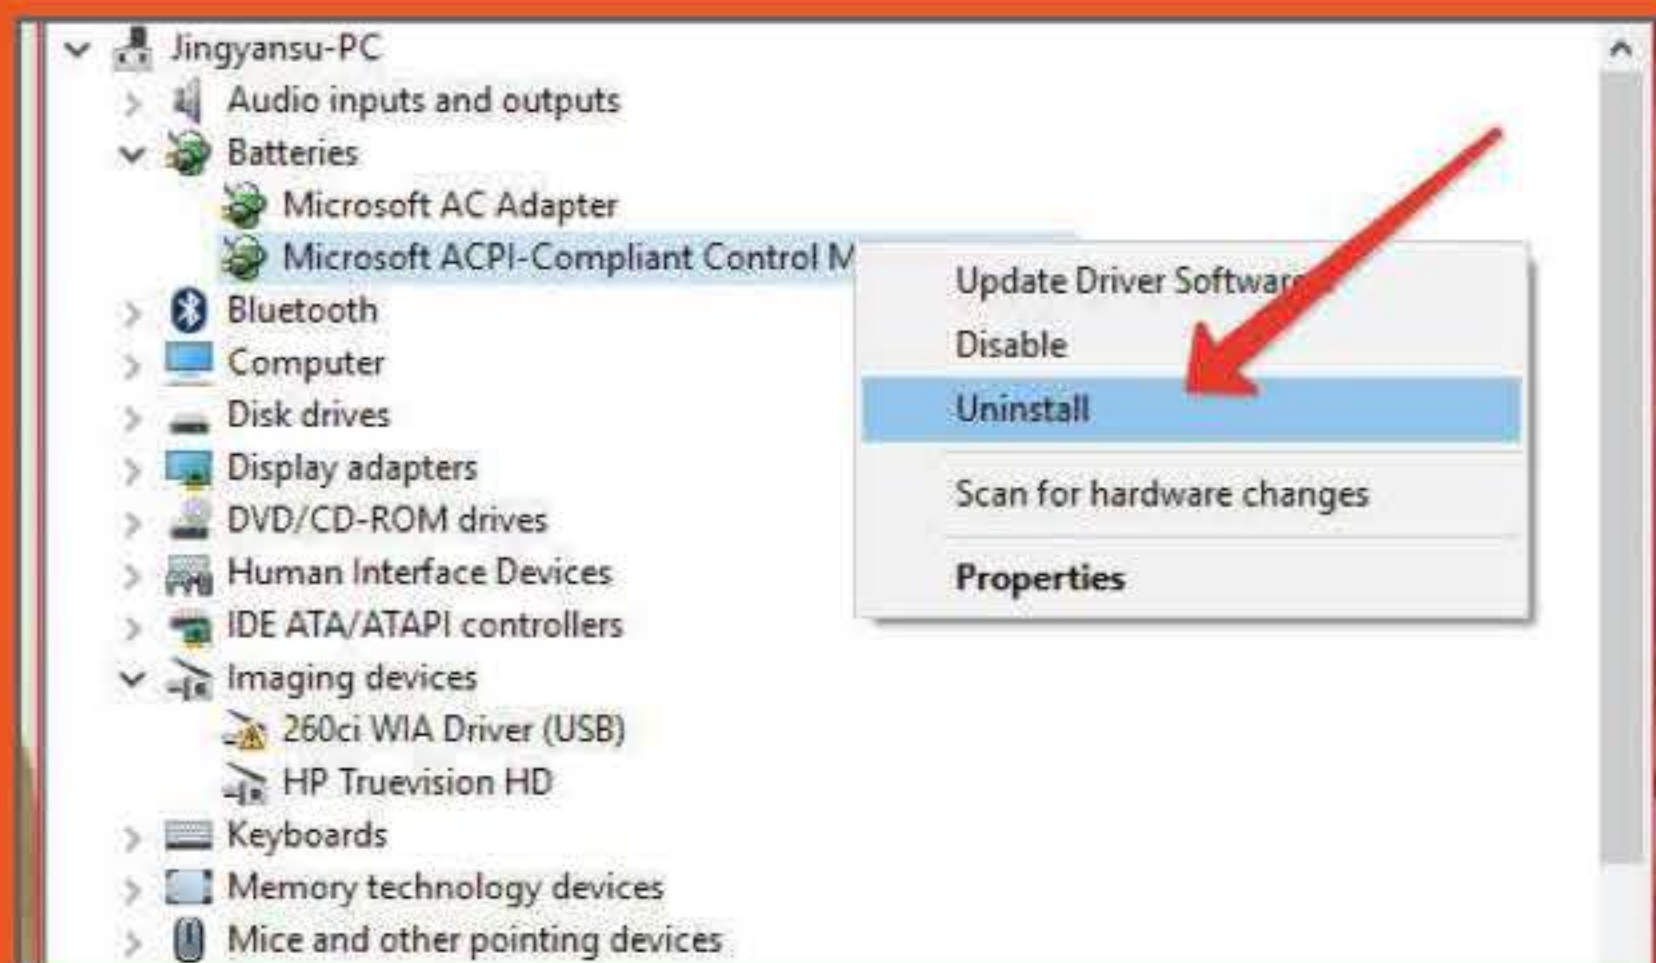 Jingyansu-PC
Audio inputs and outputs
Batteries
Microsoft AC Adapter
Microsoft ACPI-Compliant Control M
Bluetooth
Computer
Disk drives
Display adapters
DVD/CD-ROM drives
Human Interface Devices
IDE ATA/ATAPI controllers
Imaging devices
260ci WIA Driver (USB)
HP Truevision HD
Keyboards
Memory technology devices
Mice and other pointing devices
Update Driver Software
Disable
Uninstall
Scan for hardware changes
Properties